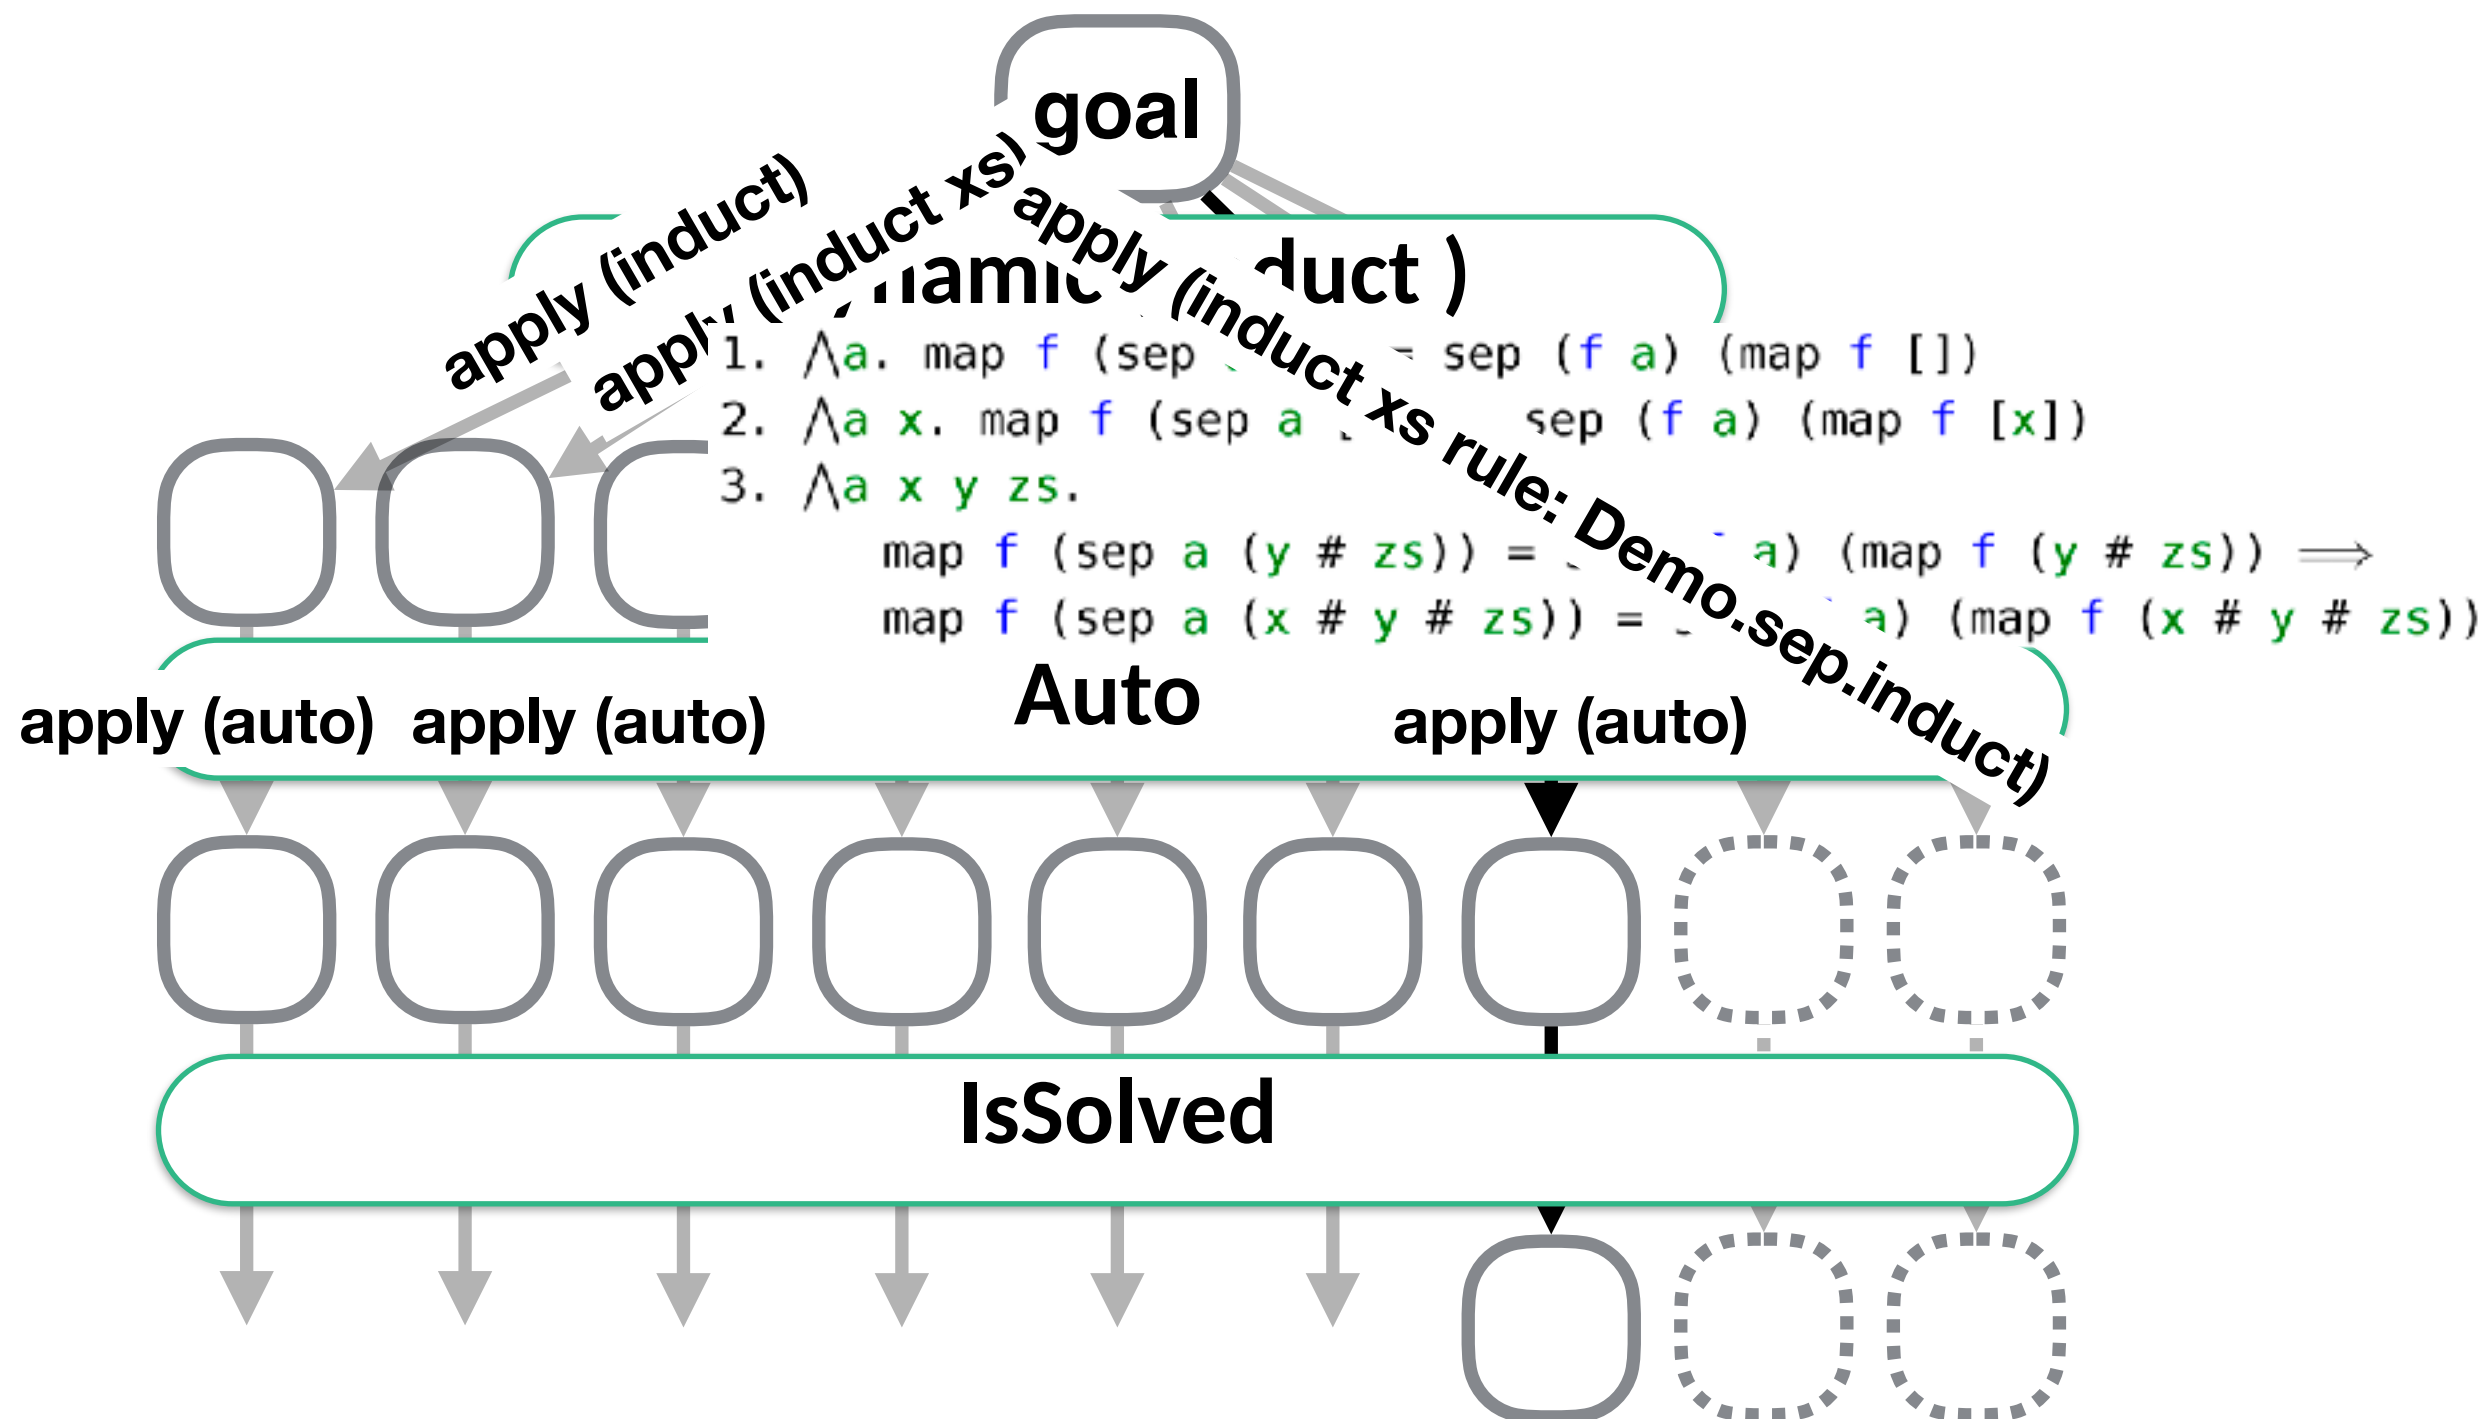 goal
apply (induct)
apply (induct xs)
apply (induct xs rule: Demo.sep.induct)
1. ⋀a. map f (sep = sep (f a) (map f [])
2. ⋀a x. map f (sep a sep (f a) (map f [x])
3. ⋀a x y zs.
map f (sep a (y # zs)) = a) (map f (y # zs)) ⟹
map f (sep a (x # y # zs)) = a) (map f (x # y # zs))
Auto
apply (auto) apply (auto) apply (auto)
IsSolved